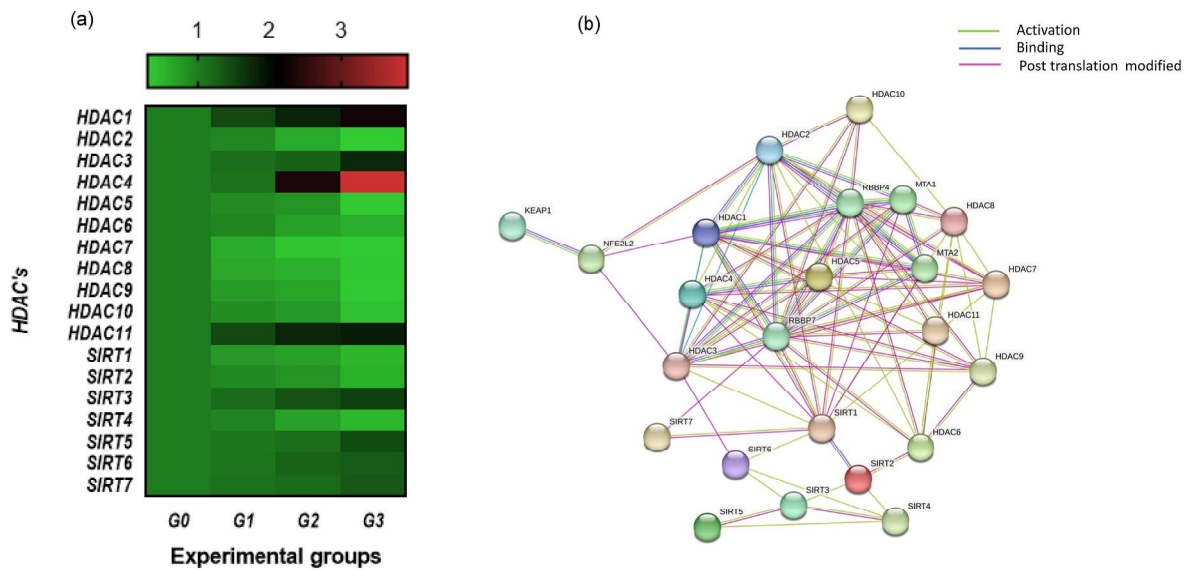 (a)
1 2 3
HDAC's
HDAC1
HDAC2
HDAC3
HDAC4
HDAC5
HDAC6
HDAC7
HDAC8
HDAC9
HDAC10
HDAC11
SIRT1
SIRT2
SIRT3
SIRT4
SIRT5
SIRT6
SIRT7
G0 G1 G2 G3
Experimental groups
(b)
Activation
Binding
Post translation modified
HDAC10
HDAC2
RBBP4
MTA1
KEAP1
HDAC8
HDAC1
NFE2L2
MTA2
HDAC5
HDAC7
HDAC4
RBBP7
HDAC11
HDAC3
HDAC9
SIRT1
SIRT7
HDAC6
SIRT6
SIRT2
SIRT3
SIRT4
SIRT5